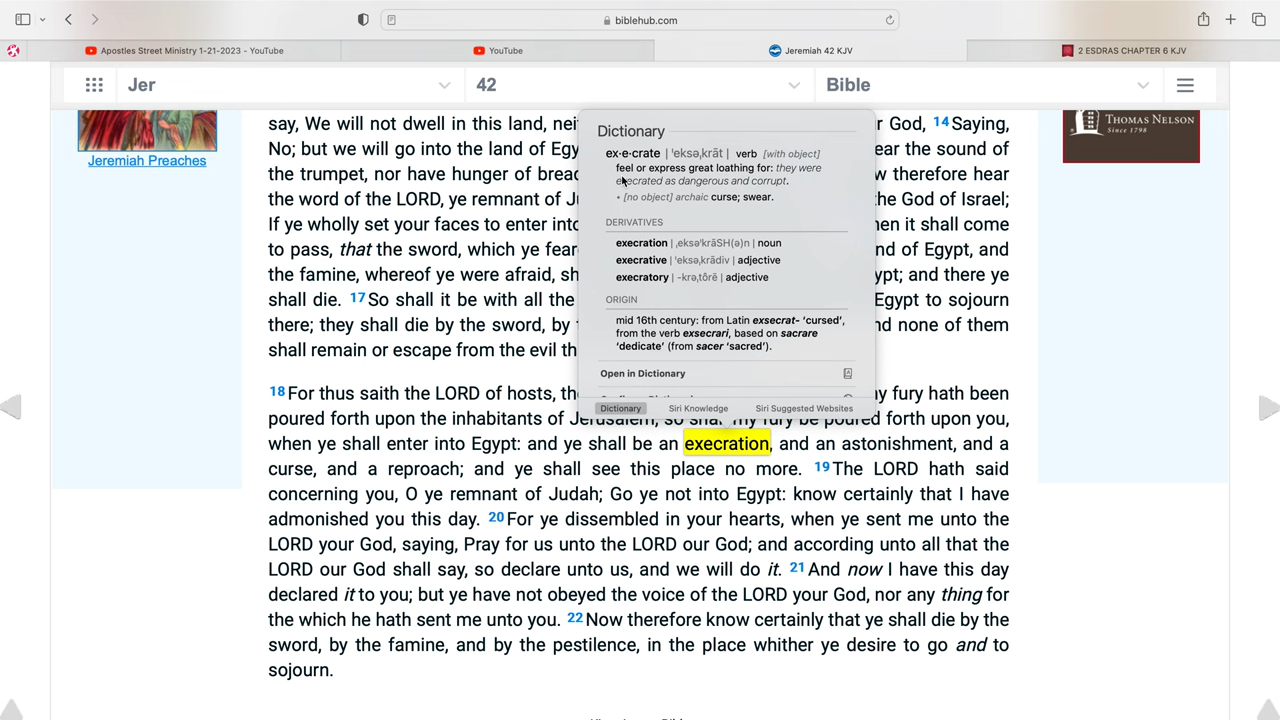 biblehub.com
Apostles Street Ministry 1-21-2023 - YouTube
YouTube
Jeremiah 42 KJV
2 ESDRAS CHAPTER 6 KJV
Jer
42
Bible
Jeremiah Preaches
THOMAS NELSON
Since 1798
say, We will not dwell in this land, nei r God, 14 Saying,
No; but we will go into the land of Egy ear the sound of
the trumpet, nor have hunger of bread w therefore hear
the word of the LORD, ye remnant of Ju the God of Israel;
If ye wholly set your faces to enter into hen it shall come
to pass, that the sword, which ye fear nd of Egypt, and
the famine, whereof ye were afraid, sh ypt; and there ye
shall die. 17 So shall it be with all the Egypt to sojourn
there; they shall die by the sword, by nd none of them
shall remain or escape from the evil th
Dictionary
ex·e·crate | ˈeksəˌkrāt | verb [with object]
feel or express great loathing for: they were
execrated as dangerous and corrupt.
• [no object] archaic curse; swear.
DERIVATIVES
execration | ˌeksəˈkrāSH(ə)n | noun
execrative | ˈeksəˌkrādiv | adjective
execratory | -krəˌtôrē | adjective
ORIGIN
mid 16th century: from Latin exsecrat- ‘cursed’,
from the verb exsecrari, based on sacrare
‘dedicate’ (from sacer ‘sacred’).
Open in Dictionary
Dictionary Siri Knowledge Siri Suggested Websites
18 For thus saith the LORD of hosts, th ny fury hath been
poured forth upon the inhabitants of Jerusalem, so shall my fury be poured forth upon you,
when ye shall enter into Egypt: and ye shall be an execration, and an astonishment, and a
curse, and a reproach; and ye shall see this place no more. 19 The LORD hath said
concerning you, O ye remnant of Judah; Go ye not into Egypt: know certainly that I have
admonished you this day. 20 For ye dissembled in your hearts, when ye sent me unto the
LORD your God, saying, Pray for us unto the LORD our God; and according unto all that the
LORD our God shall say, so declare unto us, and we will do it. 21 And now I have this day
declared it to you; but ye have not obeyed the voice of the LORD your God, nor any thing for
the which he hath sent me unto you. 22 Now therefore know certainly that ye shall die by the
sword, by the famine, and by the pestilence, in the place whither ye desire to go and to
sojourn.